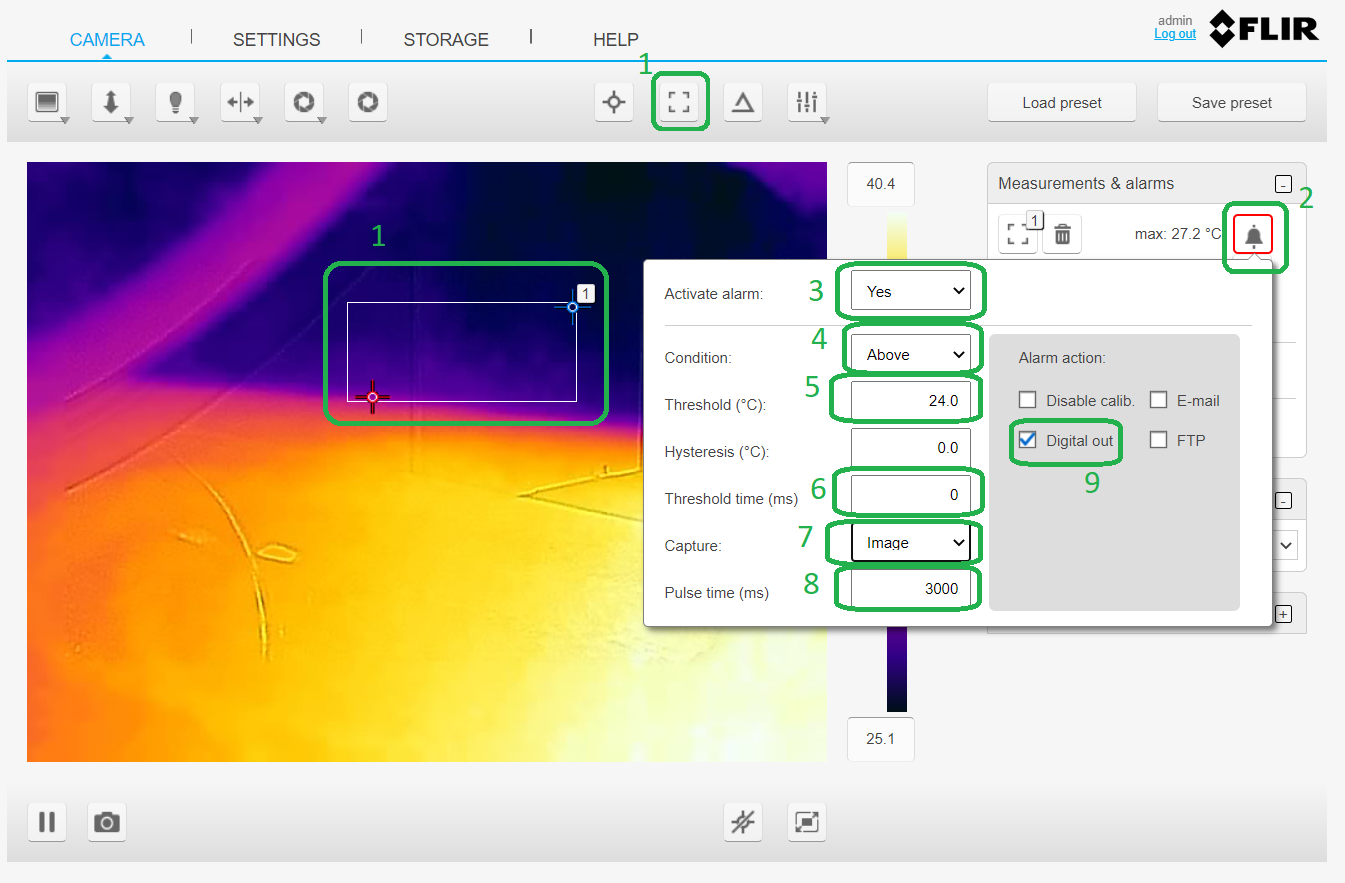 admin
Log out
FLIR
CAMERA | SETTINGS | STORAGE | HELP
1
Load preset
Save preset
40.4
Measurements & alarms
-
2
1
max: 27.2 °C
1
1
Activate alarm: 3 Yes
Condition: 4 Above
Threshold (°C): 5 24.0
Hysteresis (°C): 0.0
Threshold time (ms) 6 0
Capture: 7 Image
Pulse time (ms) 8 3000
Alarm action:
Disable calib. E-mail
Digital out FTP
9
-
+
25.1